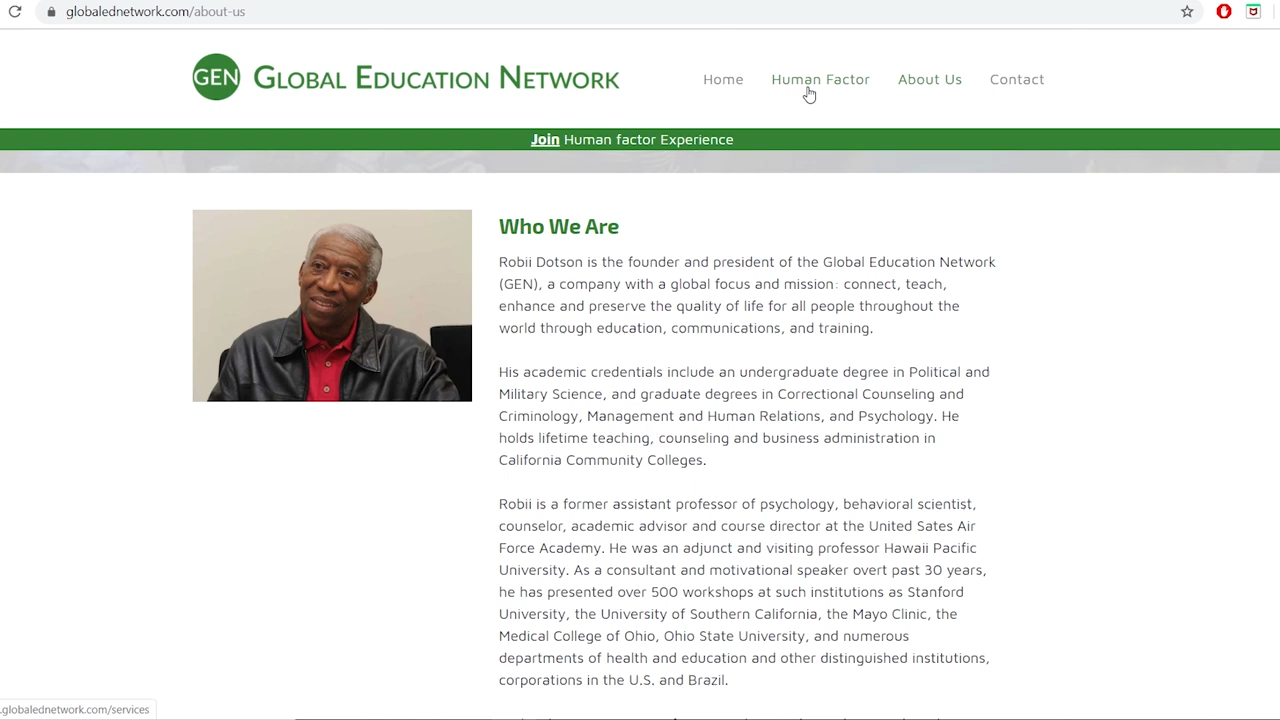 globalednetwork.com/about-us
GEN GLOBAL EDUCATION NETWORK
Home Human Factor About Us Contact
Join Human factor Experience
Who We Are
Robii Dotson is the founder and president of the Global Education Network
(GEN), a company with a global focus and mission: connect, teach,
enhance and preserve the quality of life for all people throughout the
world through education, communications, and training.
His academic credentials include an undergraduate degree in Political and
Military Science, and graduate degrees in Correctional Counseling and
Criminology, Management and Human Relations, and Psychology. He
holds lifetime teaching, counseling and business administration in
California Community Colleges.
Robii is a former assistant professor of psychology, behavioral scientist,
counselor, academic advisor and course director at the United Sates Air
Force Academy. He was an adjunct and visiting professor Hawaii Pacific
University. As a consultant and motivational speaker overt past 30 years,
he has presented over 500 workshops at such institutions as Stanford
University, the University of Southern California, the Mayo Clinic, the
Medical College of Ohio, Ohio State University, and numerous
departments of health and education and other distinguished institutions,
corporations in the U.S. and Brazil.
.globalednetwork.com/services